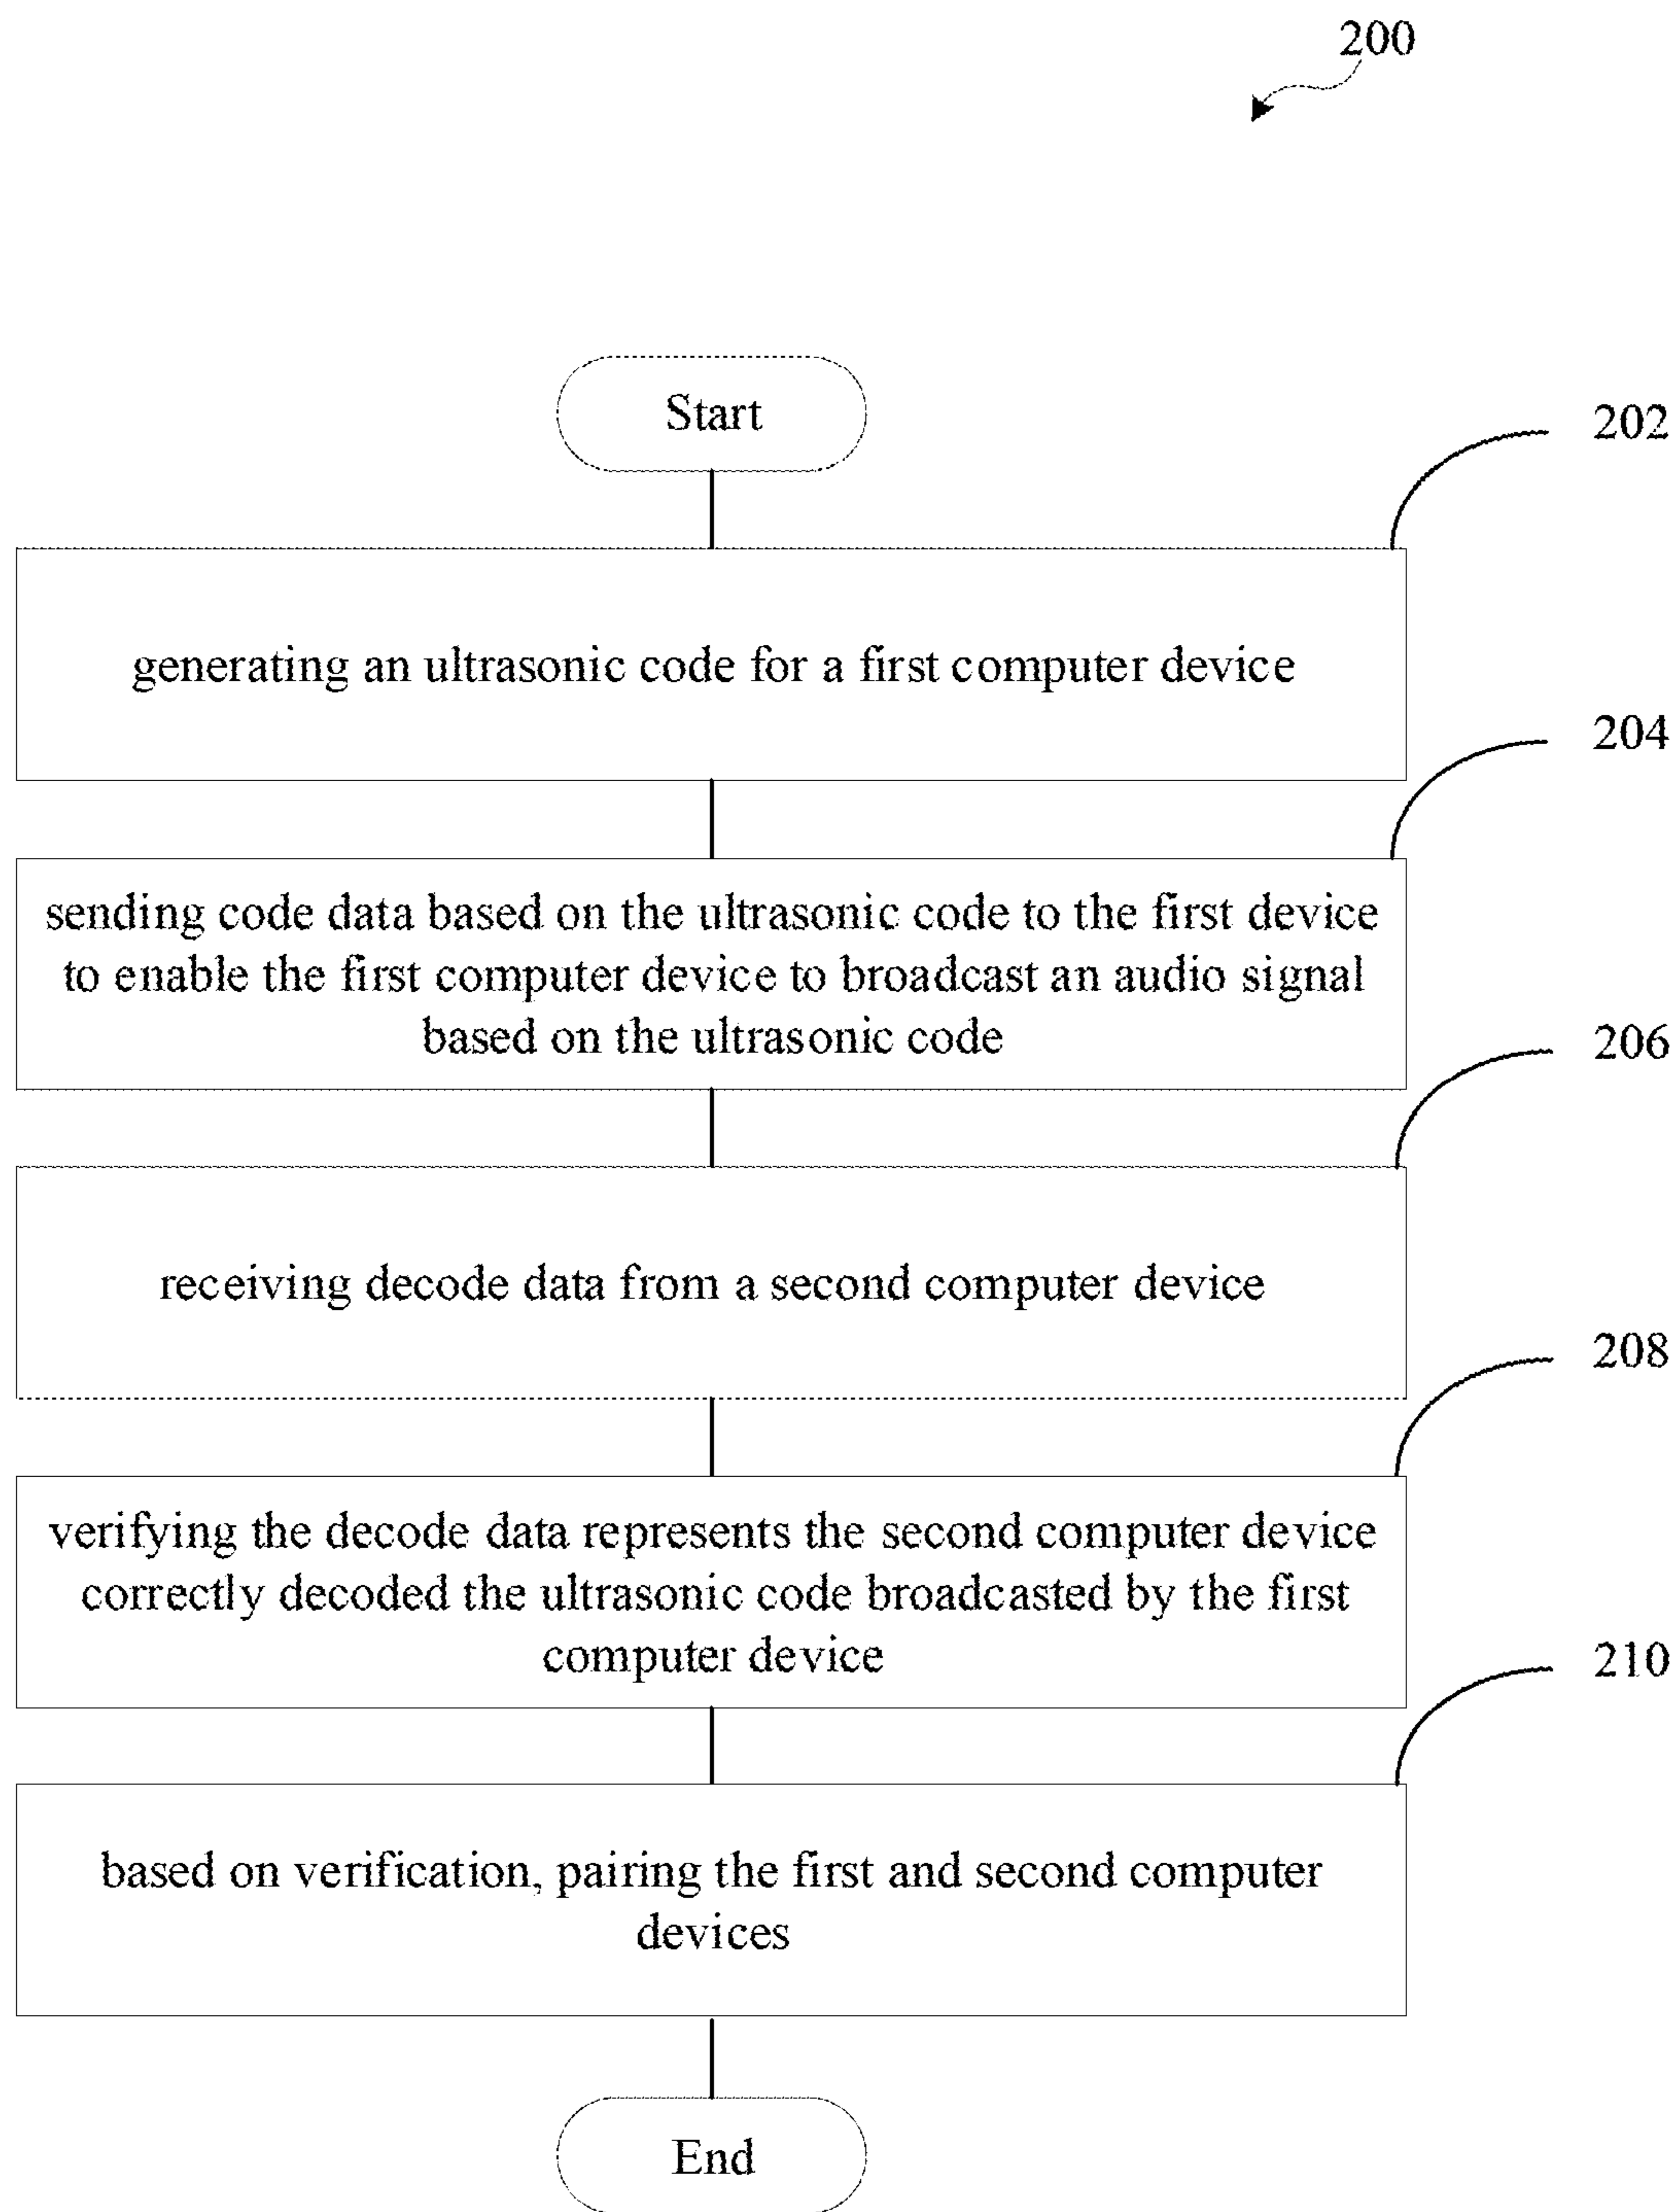 200
Start
202
generating an ultrasonic code for a first computer device
204
sending code data based on the ultrasonic code to the first device
to enable the first computer device to broadcast an audio signal
based on the ultrasonic code
206
receiving decode data from a second computer device
208
verifying the decode data represents the second computer device
correctly decoded the ultrasonic code broadcasted by the first
computer device
210
based on verification, pairing the first and second computer
devices
End